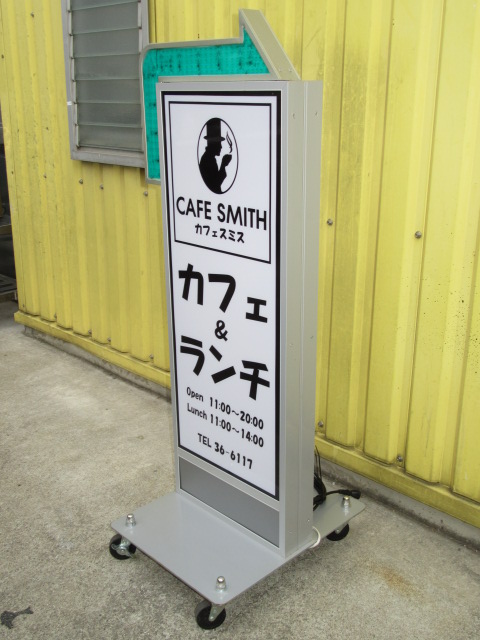 CAFE SMITH
カフェスミス
カフェ
&
ランチ
Open 11:00～20:00
Lunch 11:00～14:00
TEL 36-6117